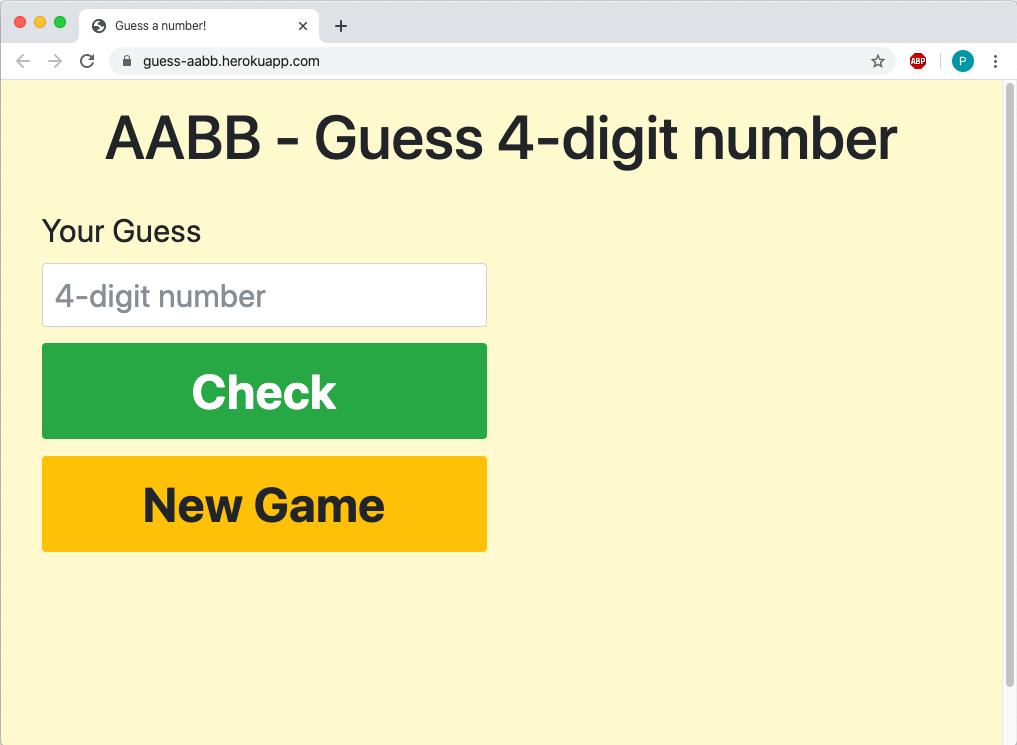 Guess a number!
guess-aabb.herokuapp.com
ABP
P
AABB - Guess 4-digit number
Your Guess
4-digit number
Check
New Game